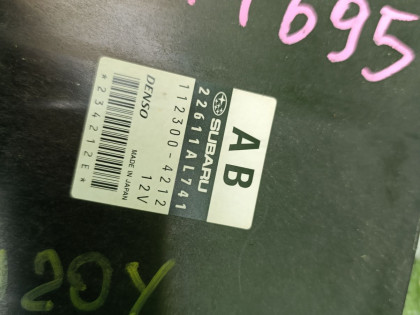 695
AB
SUBARU
22611AL741
112300-4212
DENSO
12V
MADE IN JAPAN
*234212E*
20Y